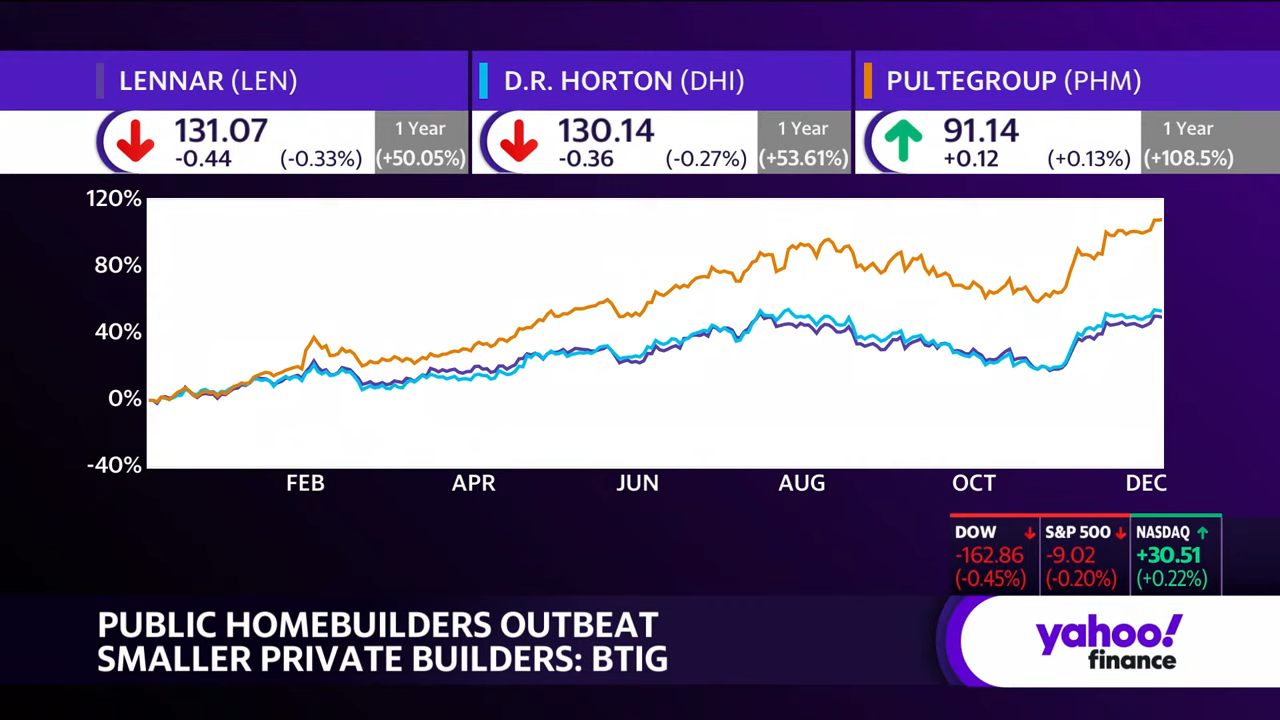 LENNAR (LEN)
131.07
-0.44 (-0.33%)
1 Year
(+50.05%)
D.R. HORTON (DHI)
130.14
-0.36 (-0.27%)
1 Year
(+53.61%)
PULTEGROUP (PHM)
91.14
+0.12 (+0.13%)
1 Year
(+108.5%)
120%
80%
40%
0%
-40%
FEB APR JUN AUG OCT DEC
DOW
-162.86
(-0.45%)
S&P 500
-9.02
(-0.20%)
NASDAQ
+30.51
(+0.22%)
PUBLIC HOMEBUILDERS OUTBEAT
SMALLER PRIVATE BUILDERS: BTIG
yahoo!
finance